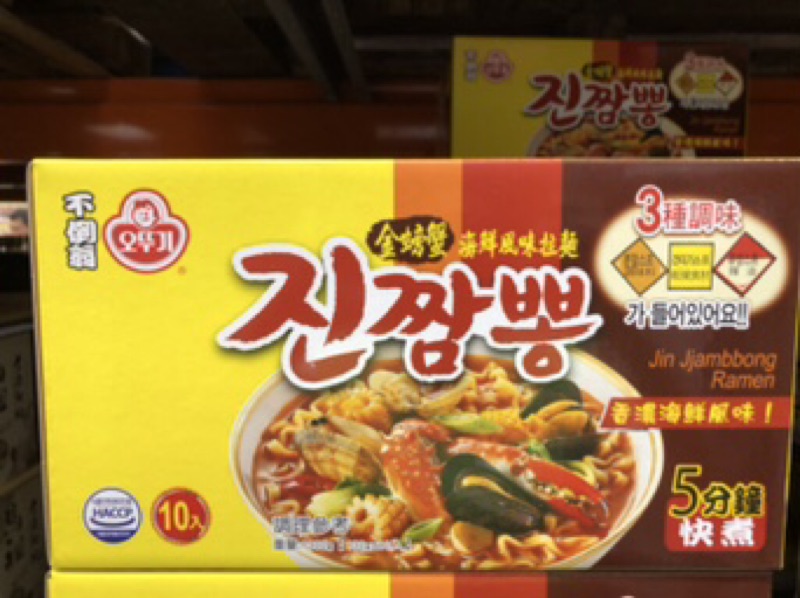 不倒翁
오뚜기
金螃蟹
海鮮風味拉麵
진짬뽕
3種調味
가 들어있어요!!
Jin Jjambbong
Ramen
香濃海鮮風味!
5分鐘
快煮
HACCP
10入
調理參考
진짬뽕